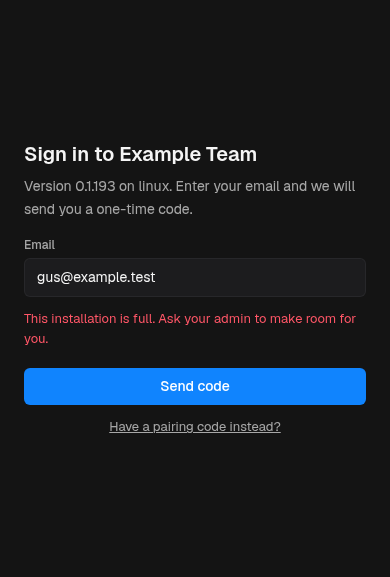 Sign in to Example Team
Version 0.1.193 on linux. Enter your email and we will
send you a one-time code.
Email
gus@example.test
This installation is full. Ask your admin to make room for
you.
Send code
Have a pairing code instead?